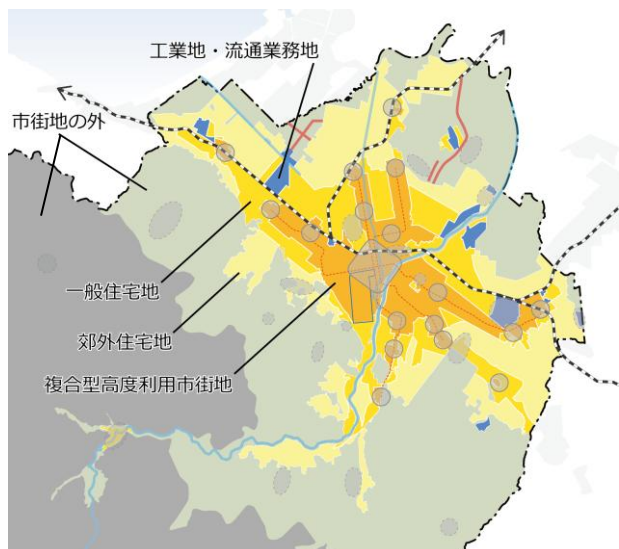 工業地・流通業務地
市街地の外
一般住宅地
郊外住宅地
複合型高度利用市街地